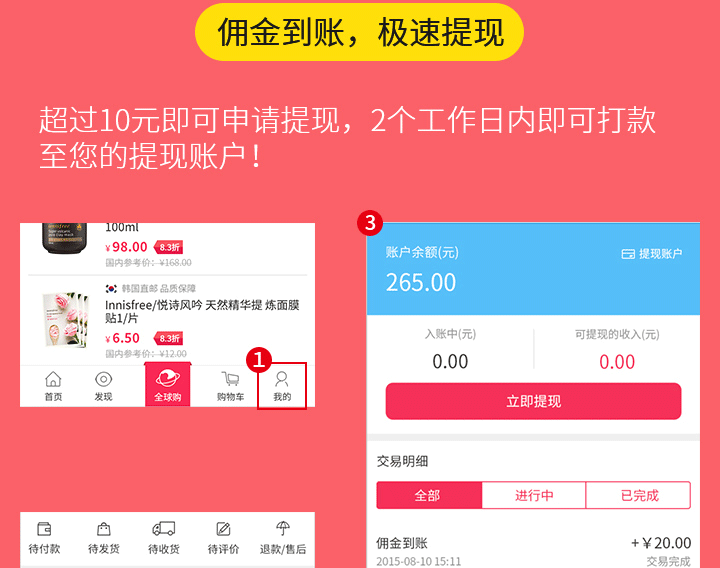 佣金到账，极速提现
超过10元即可申请提现，2个工作日内即可打款
至您的提现账户！
100ml
¥98.00 8.3折
国内参考价：¥168.00
韩国直邮 品质保障
Innisfree/悦诗风吟 天然精华提 炼面膜
贴1/片
¥6.50 8.3折
国内参考价：¥12.00
1
首页 发现 全球购 购物车 我的
待付款 待发货 待收货 待评价 退款/售后
3
账户余额(元) 提现账户
265.00
入账中(元) 可提现的收入(元)
0.00 0.00
立即提现
交易明细
全部 进行中 已完成
佣金到账 +￥20.00
2015-08-10 15:11 交易完成